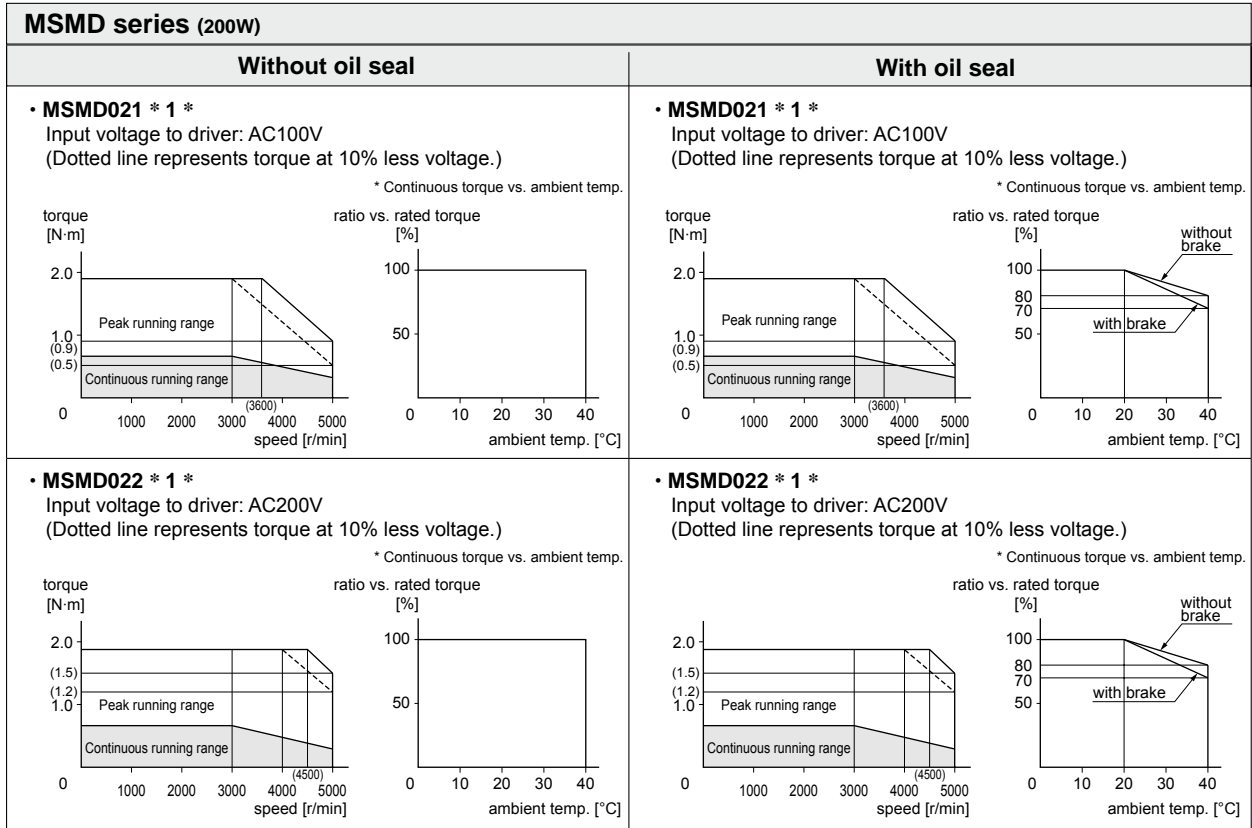 MSMD series (200W)
Without oil seal
With oil seal
・MSMD021 * 1 *
Input voltage to driver: AC100V
(Dotted line represents torque at 10% less voltage.)
* Continuous torque vs. ambient temp.
torque
[N·m]
2.0
1.0
(0.9)
(0.5)
Peak running range
Continuous running range
0
1000 2000 3000 (3600) 4000 5000
speed [r/min]
ratio vs. rated torque
[%]
100
50
0 10 20 30 40
ambient temp. [°C]
・MSMD021 * 1 *
Input voltage to driver: AC100V
(Dotted line represents torque at 10% less voltage.)
* Continuous torque vs. ambient temp.
torque
[N·m]
2.0
1.0
(0.9)
(0.5)
Peak running range
Continuous running range
0
1000 2000 3000 (3600) 4000 5000
speed [r/min]
ratio vs. rated torque
[%]
without
brake
100
80
70
50
with brake
0 10 20 30 40
ambient temp. [°C]
・MSMD022 * 1 *
Input voltage to driver: AC200V
(Dotted line represents torque at 10% less voltage.)
* Continuous torque vs. ambient temp.
torque
[N·m]
2.0
(1.5)
(1.2)
1.0
Peak running range
Continuous running range
0
1000 2000 3000 4000 (4500) 5000
speed [r/min]
ratio vs. rated torque
[%]
100
50
0 10 20 30 40
ambient temp. [°C]
・MSMD022 * 1 *
Input voltage to driver: AC200V
(Dotted line represents torque at 10% less voltage.)
* Continuous torque vs. ambient temp.
torque
[N·m]
2.0
(1.5)
(1.2)
1.0
Peak running range
Continuous running range
0
1000 2000 3000 4000 (4500) 5000
speed [r/min]
ratio vs. rated torque
[%]
without
brake
100
80
70
50
with brake
0 10 20 30 40
ambient temp. [°C]